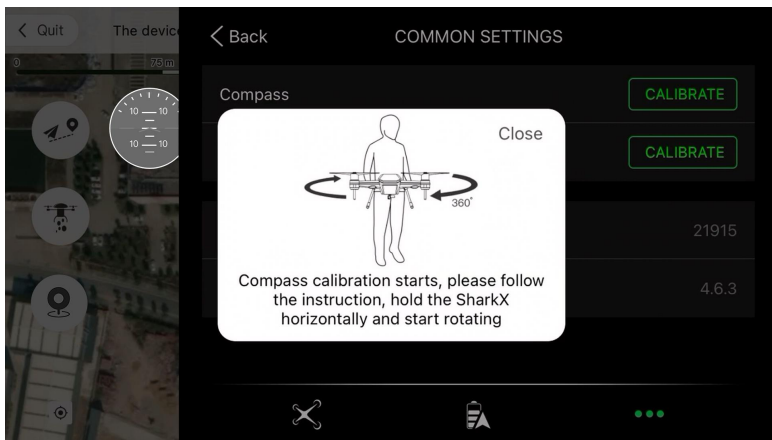 Quit
The devic
Back
COMMON SETTINGS
0
75 m
Compass
CALIBRATE
Close
10 10
10 10
CALIBRATE
360°
21915
Compass calibration starts, please follow
the instruction, hold the SharkX
horizontally and start rotating
4.6.3